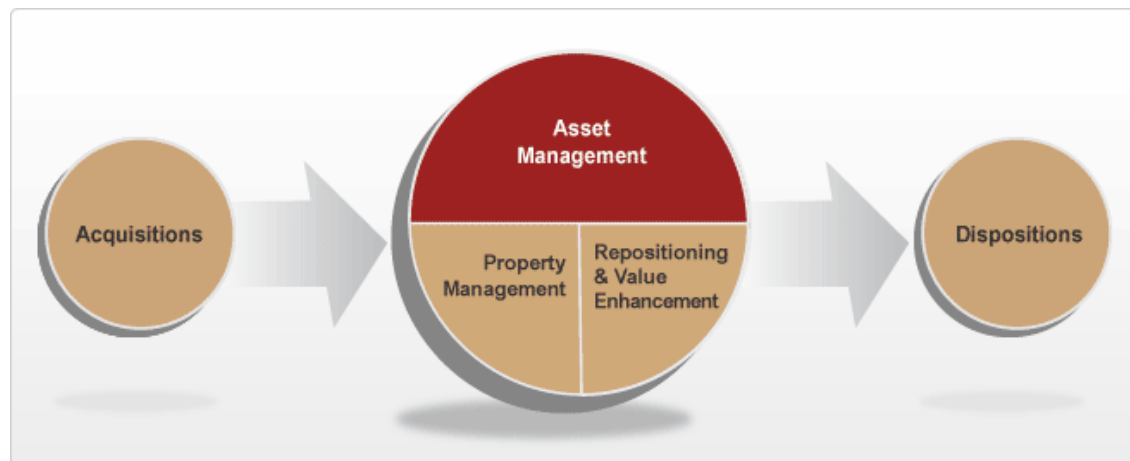 Acquisitions
Asset
Management
Property
Management
Repositioning
& Value
Enhancement
Dispositions